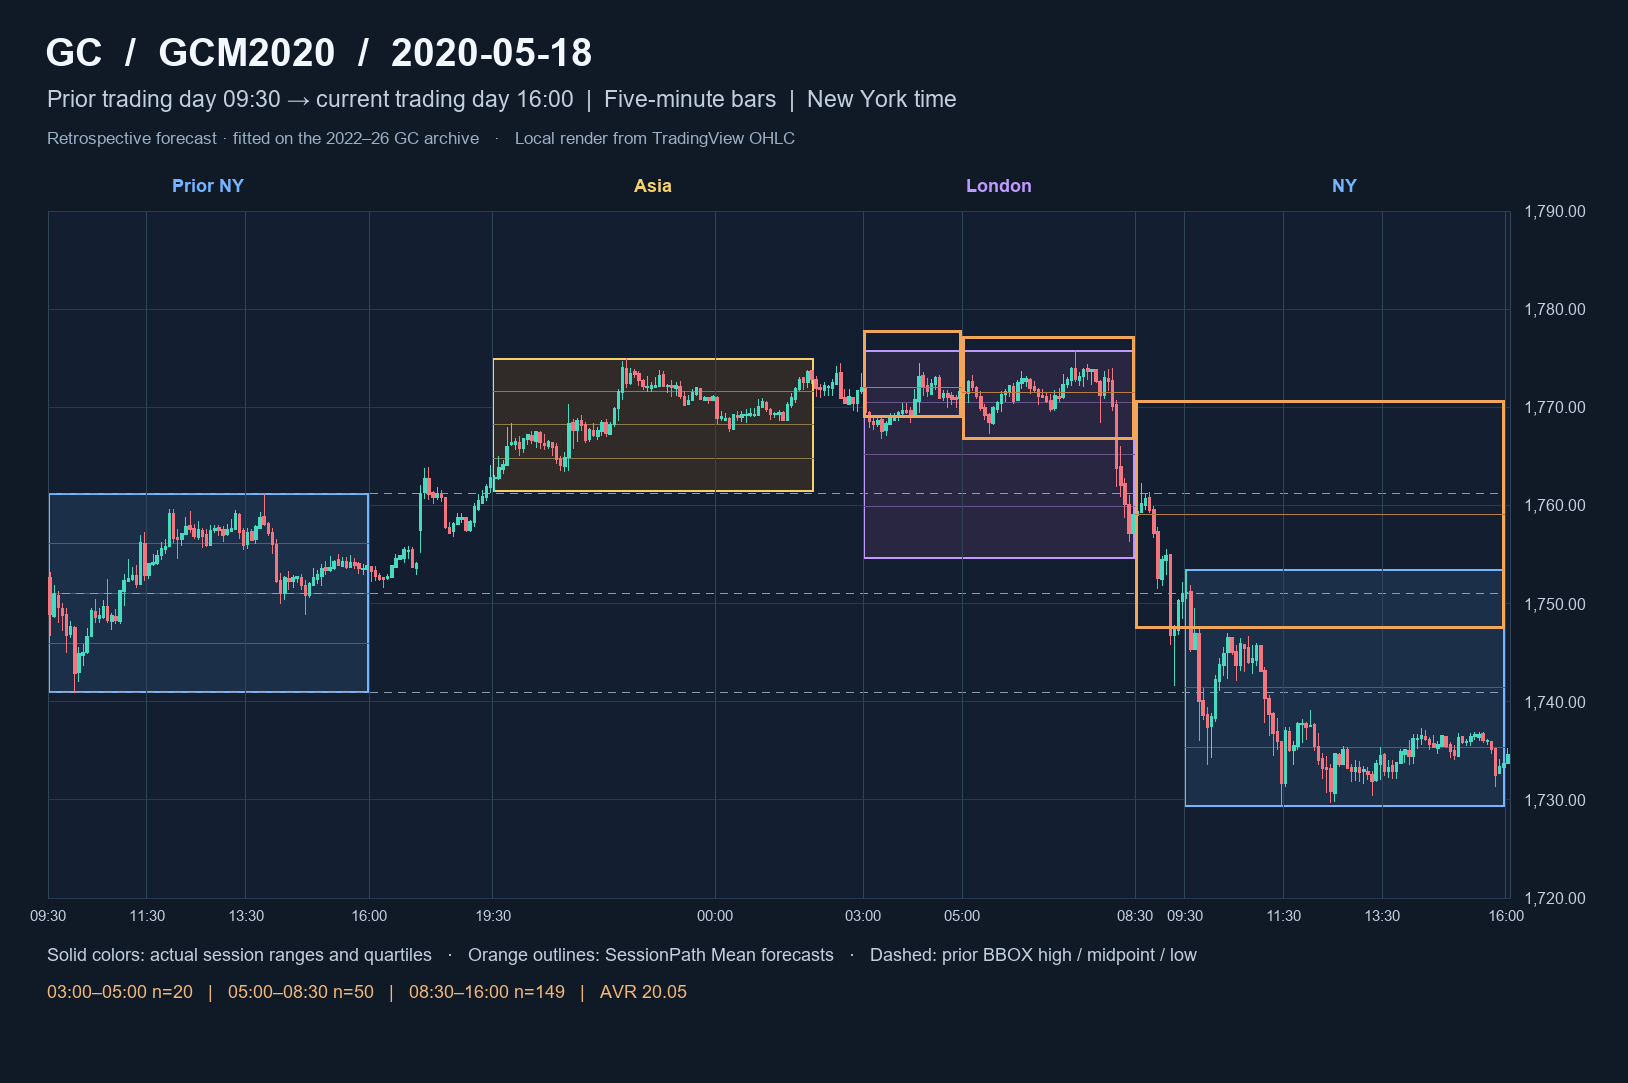 GC / GCM2020 / 2020-05-18
Prior trading day 09:30 → current trading day 16:00 | Five-minute bars | New York time
Retrospective forecast · fitted on the 2022–26 GC archive · Local render from TradingView OHLC
Prior NY Asia London NY
1,790.00
1,780.00
1,770.00
1,760.00
1,750.00
1,740.00
1,730.00
1,720.00
09:30 11:30 13:30 16:00 19:30 00:00 03:00 05:00 08:30 09:30 11:30 13:30 16:00
Solid colors: actual session ranges and quartiles · Orange outlines: SessionPath Mean forecasts · Dashed: prior BBOX high / midpoint / low
03:00–05:00 n=20 | 05:00–08:30 n=50 | 08:30–16:00 n=149 | AVR 20.05